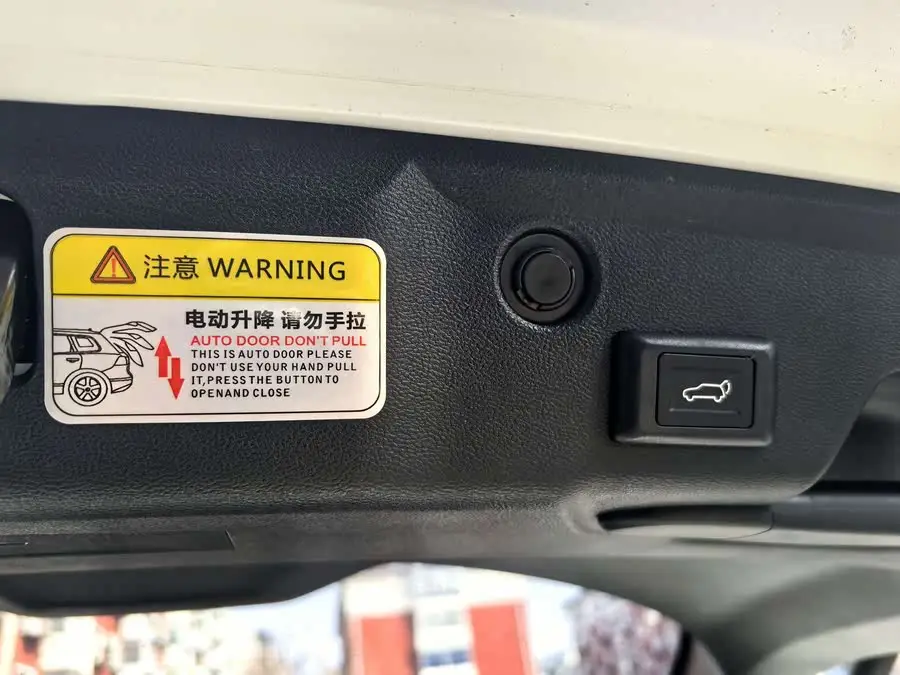 注意 WARNING
电动升降 请勿手拉
AUTO DOOR DON'T PULL
THIS IS AUTO DOOR PLEASE
DON'T USE YOUR HAND PULL
IT,PRESS THE BUTTON TO
OPENAND CLOSE